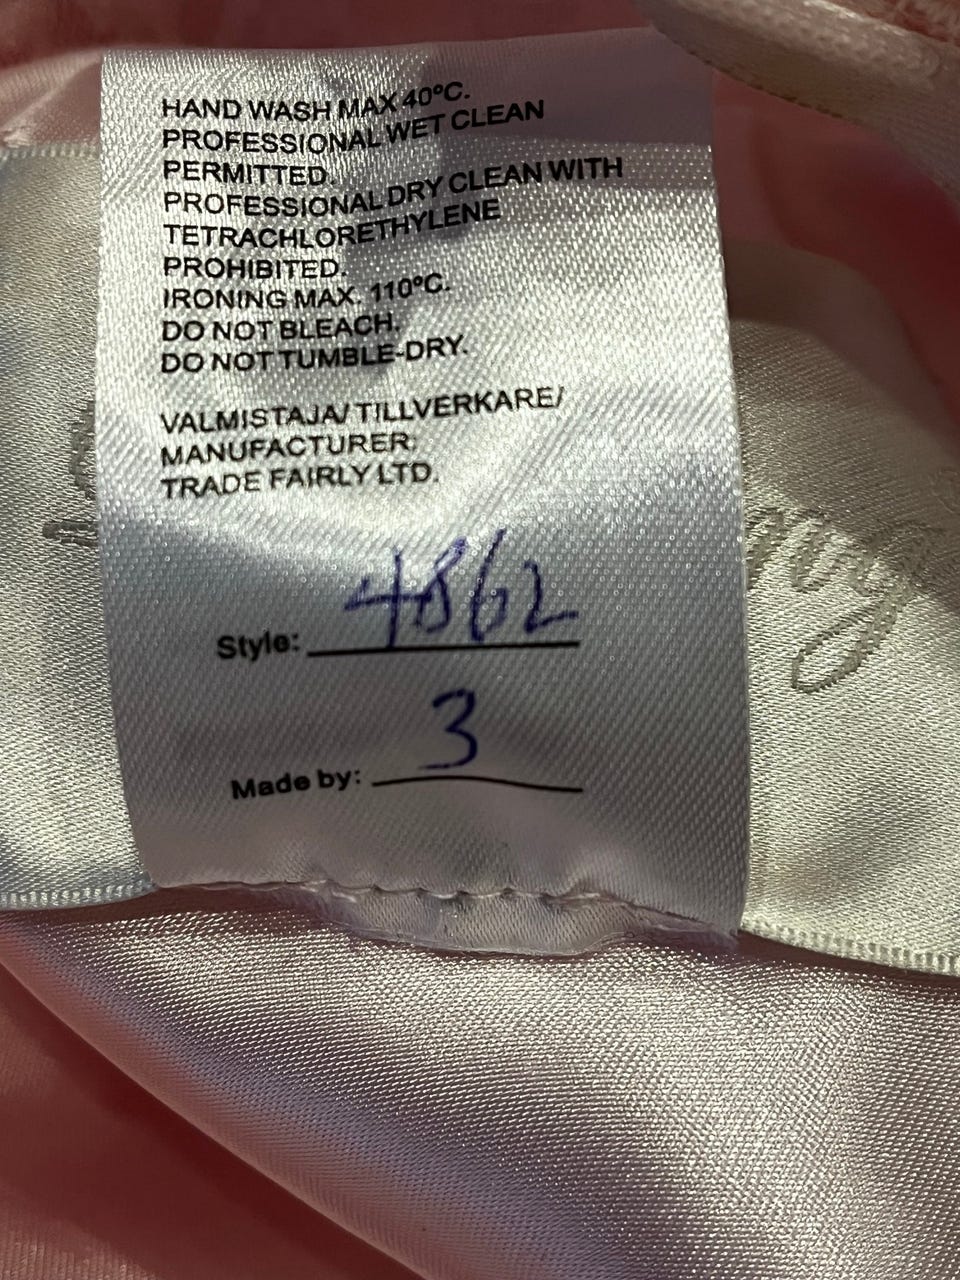 HAND WASH MAX 40°C.
PROFESSIONAL WET CLEAN
PERMITTED.
PROFESSIONAL DRY CLEAN WITH
TETRACHLORETHYLENE
PROHIBITED.
IRONING MAX. 110°C.
DO NOT BLEACH.
DO NOT TUMBLE-DRY.
VALMISTAJA/ TILLVERKARE/
MANUFACTURER:
TRADE FAIRLY LTD.
Style: 4862
Made by: 3